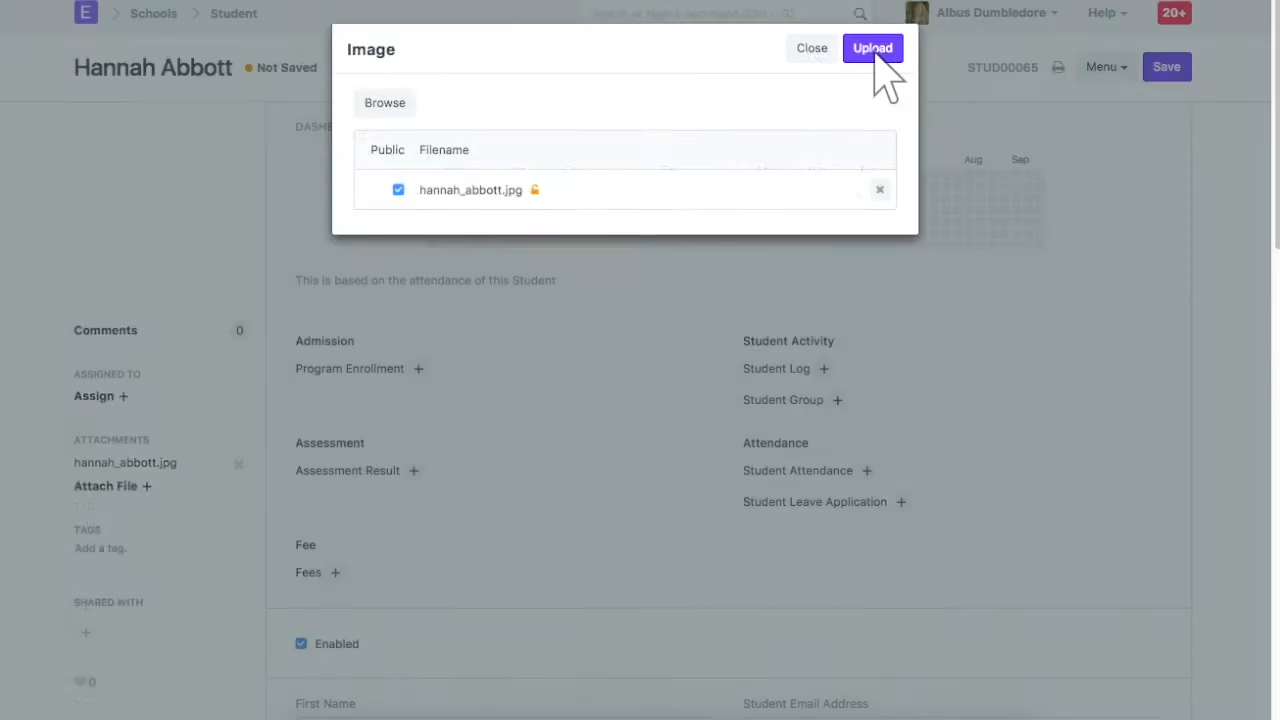 E Schools Student Albus Dumbledore Help 20+
Hannah Abbott Not Saved STUD00065 Menu Save
Image Close Upload
Browse
Public Filename
hannah_abbott.jpg
Aug Sep
This is based on the attendance of this Student
Comments 0
ASSIGNED TO
Assign +
ATTACHMENTS
hannah_abbott.jpg
Attach File +
TAGS
Add a tag.
SHARED WITH
+
0
Admission
Program Enrollment +
Student Activity
Student Log +
Student Group +
Assessment
Assessment Result +
Attendance
Student Attendance +
Student Leave Application +
Fee
Fees +
Enabled
First Name Student Email Address